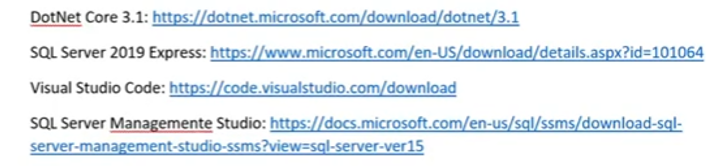 DotNet Core 3.1: https://dotnet.microsoft.com/download/dotnet/3.1
SQL Server 2019 Express: https://www.microsoft.com/en-US/download/details.aspx?id=101064
Visual Studio Code: https://code.visualstudio.com/download
SQL Server Managemente Studio: https://docs.microsoft.com/en-us/sql/ssms/download-sql-
server-management-studio-ssms?view=sql-server-ver15